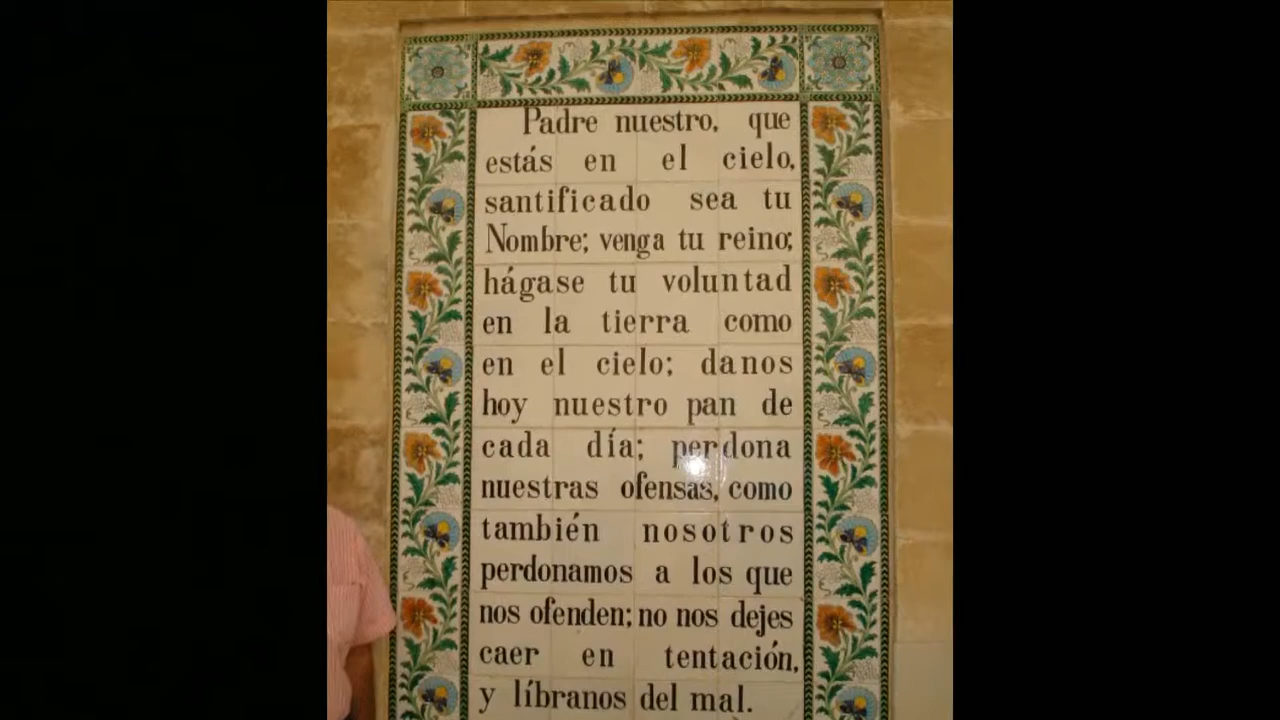 Padre nuestro, que
estás en el cielo,
santificado sea tu
Nombre; venga tu reino;
hágase tu voluntad
en la tierra como
en el cielo; danos
hoy nuestro pan de
cada día; perdona
nuestras ofensas, como
también nosotros
perdonamos a los que
nos ofenden; no nos dejes
caer en tentación,
y líbranos del mal.